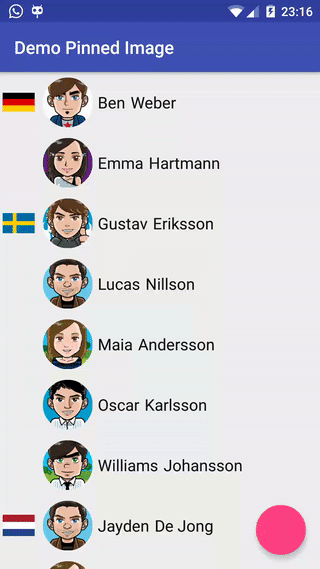 23:16
Demo Pinned Image
Ben Weber
Emma Hartmann
Gustav Eriksson
Lucas Nillson
Maia Andersson
Oscar Karlsson
Williams Johansson
Jayden De Jong